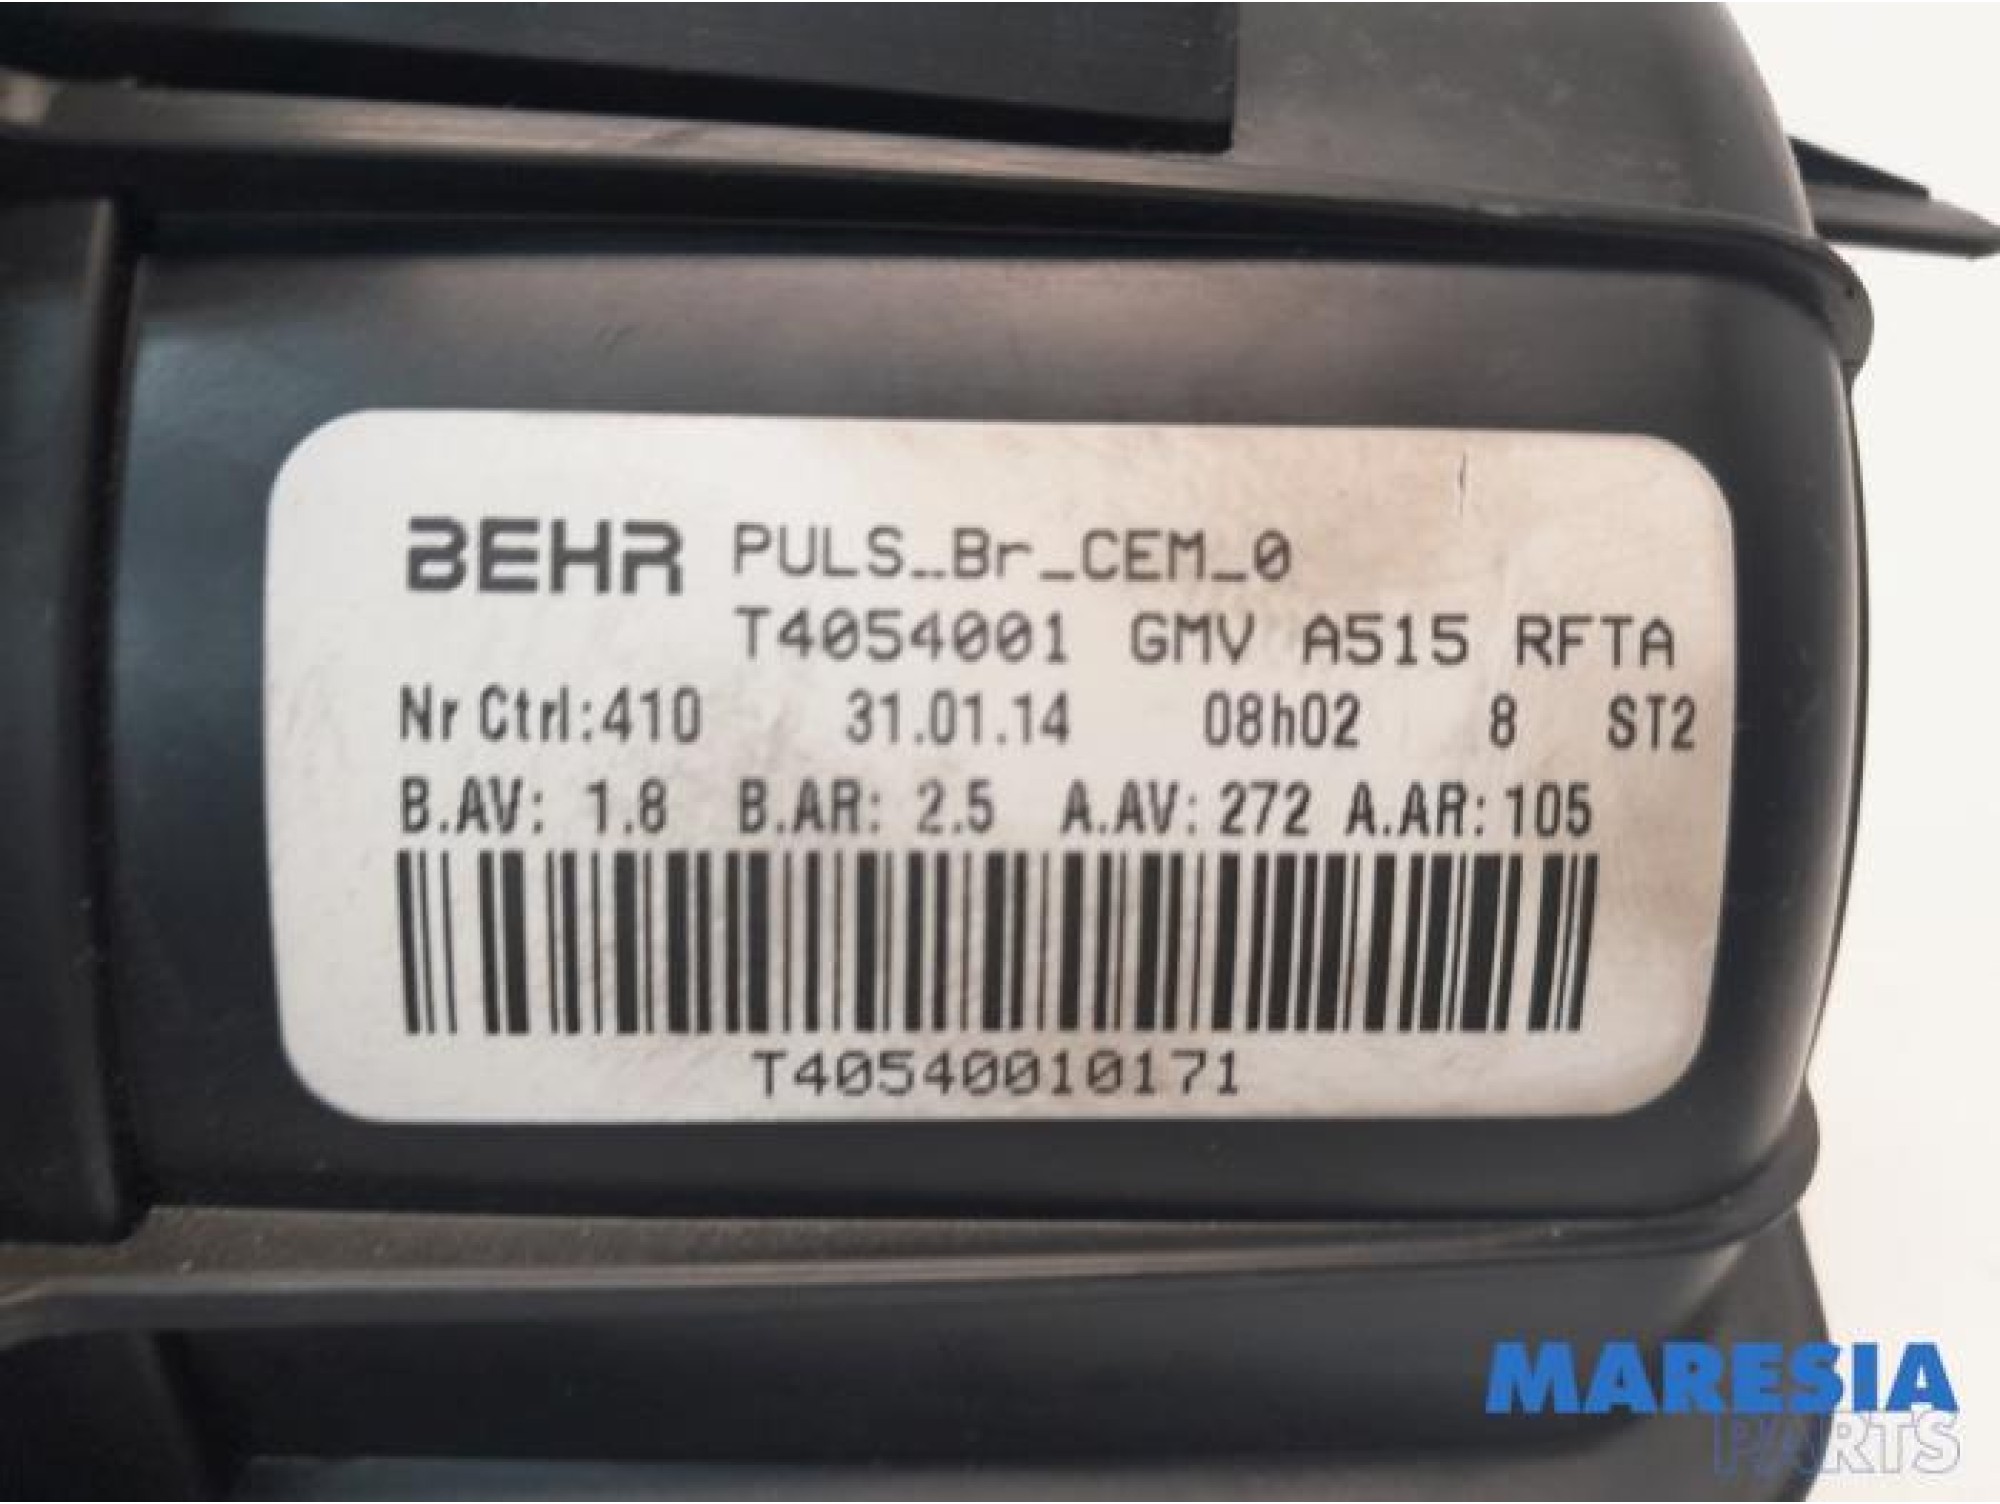 BEHR PULS_Br_CEM_0
T4054001 GMV A515 RFTA
Nr Ctrl:410 31.01.14 08h02 8 ST2
B.AV: 1.8 B.AR: 2.5 A.AV: 272 A.AR: 105
T40540010171
MARESIA
PARTS